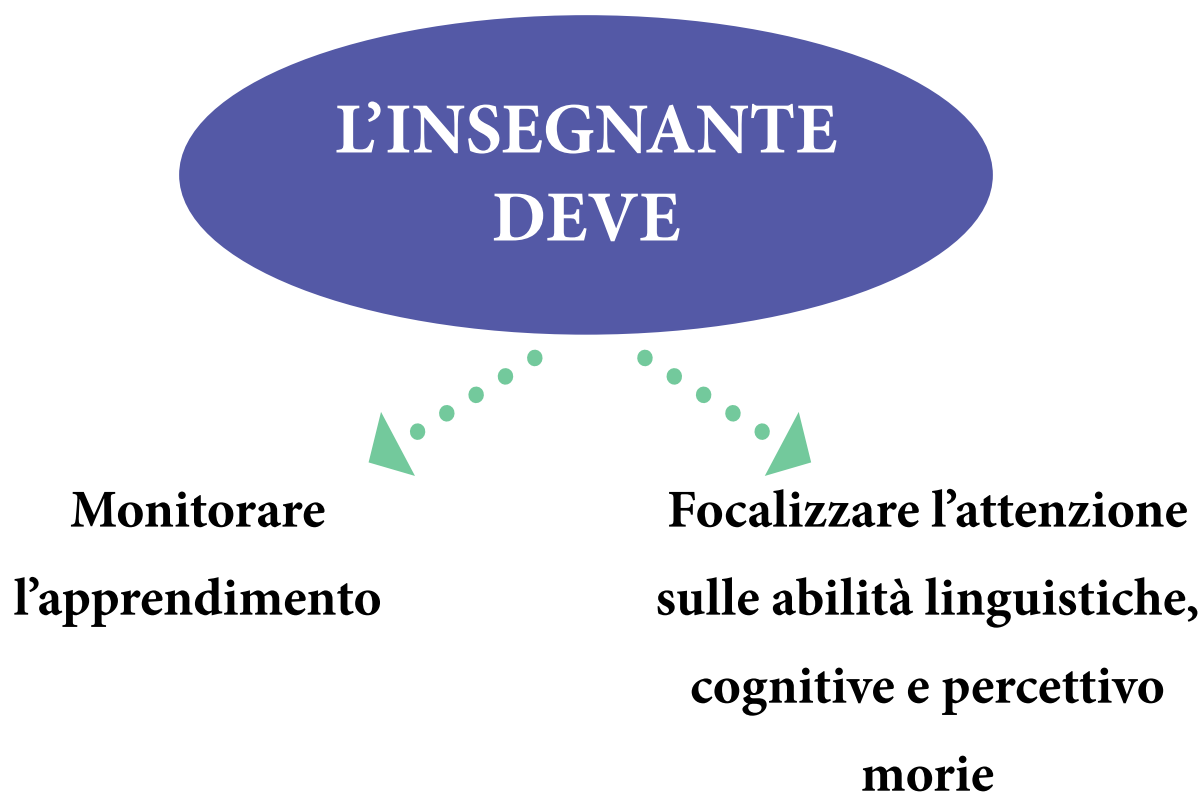 L’INSEGNANTE
DEVE
Monitorare
l’apprendimento
Focalizzare l’attenzione
sulle abilità linguistiche,
cognitive e percettivo
morie